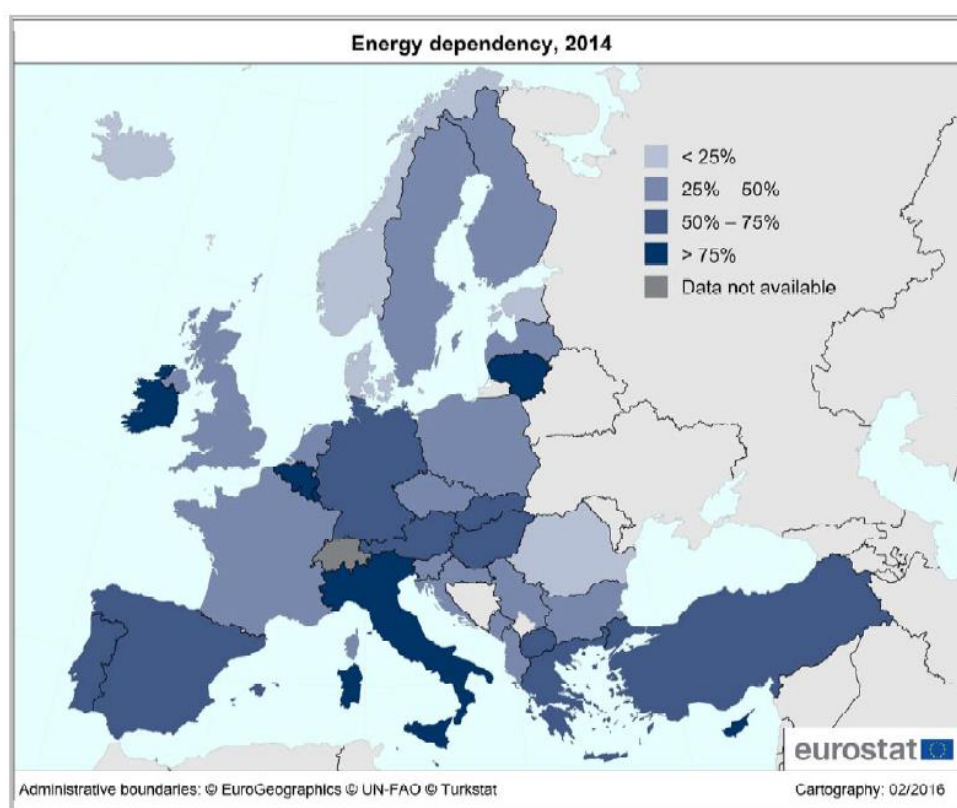 Energy dependency, 2014
< 25%
25% 50%
50% – 75%
> 75%
Data not available
eurostat
Administrative boundaries: © EuroGeographics © UN-FAO © Turkstat
Cartography: 02/2016